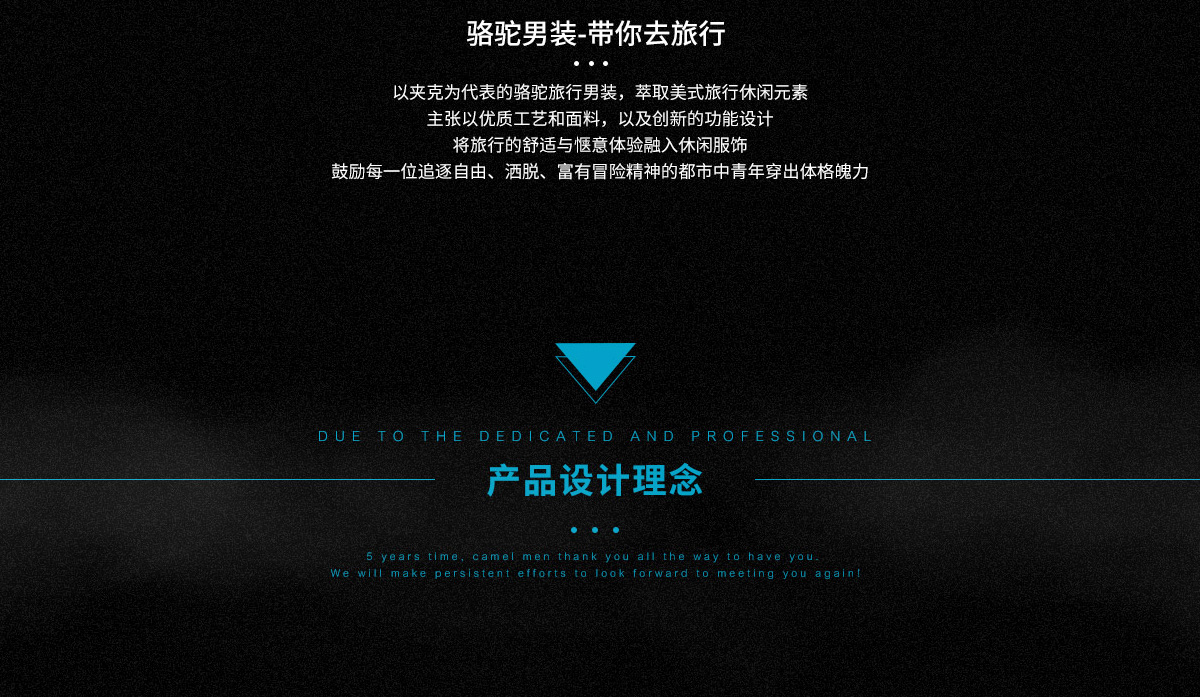 骆驼男装-带你去旅行
以夹克为代表的骆驼旅行男装，萃取美式旅行休闲元素
主张以优质工艺和面料，以及创新的功能设计
将旅行的舒适与惬意体验融入休闲服饰
鼓励每一位追逐自由、洒脱、富有冒险精神的都市中青年穿出体格魄力
DUE TO THE DEDICATED AND PROFESSIONAL
产品设计理念
5 years time, camel men thank you all the way to have you.
We will make persistent efforts to look forward to meeting you again!